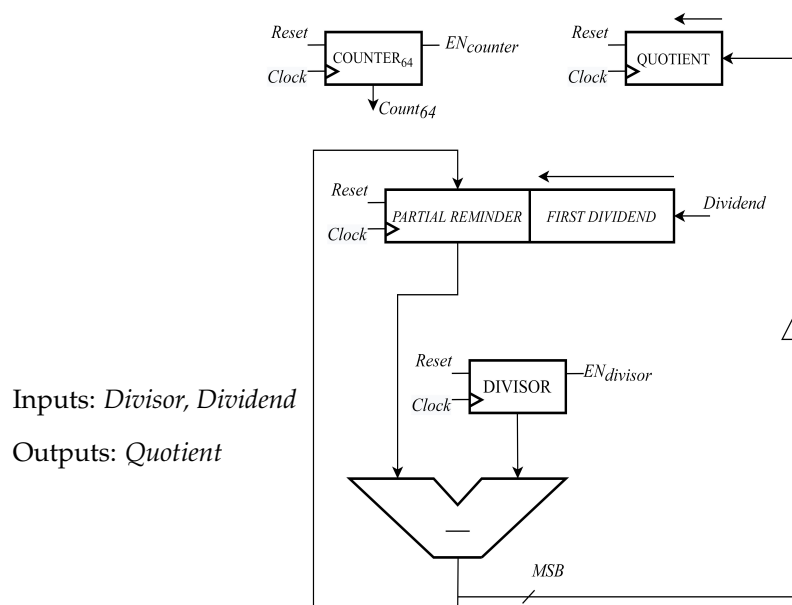 Reset
COUNTER64
ENcounter
Clock
Count64
Reset
QUOTIENT
Clock
Reset
PARTIAL REMINDER
FIRST DIVIDEND
Dividend
Clock
Reset
DIVISOR
ENdivisor
Clock
Inputs: Divisor, Dividend
Outputs: Quotient
—
MSB